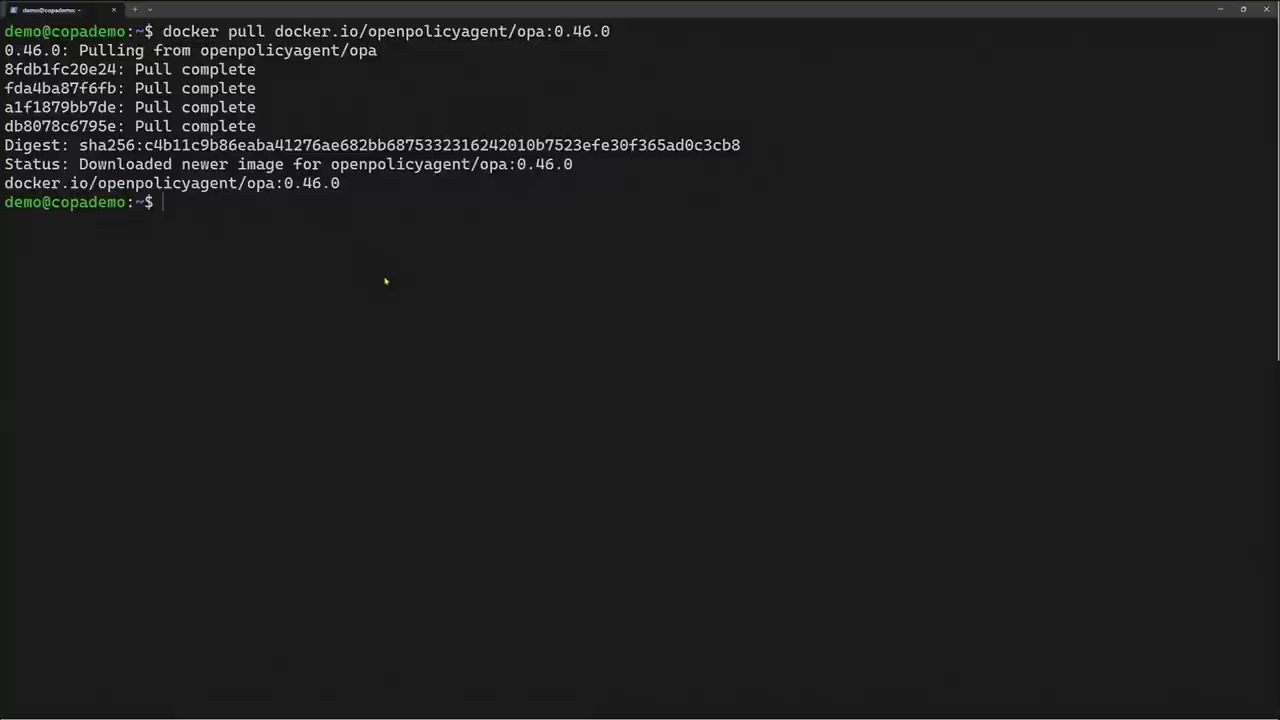 demo@copademo: ~
demo@copademo:~$ docker pull docker.io/openpolicyagent/opa:0.46.0
0.46.0: Pulling from openpolicyagent/opa
8fdb1fc20e24: Pull complete
fda4ba87f6fb: Pull complete
a1f1879bb7de: Pull complete
db8078c6795e: Pull complete
Digest: sha256:c4b11c9b86eaba41276ae682bb6875332316242010b7523efe30f365ad0c3cb8
Status: Downloaded newer image for openpolicyagent/opa:0.46.0
docker.io/openpolicyagent/opa:0.46.0
demo@copademo:~$